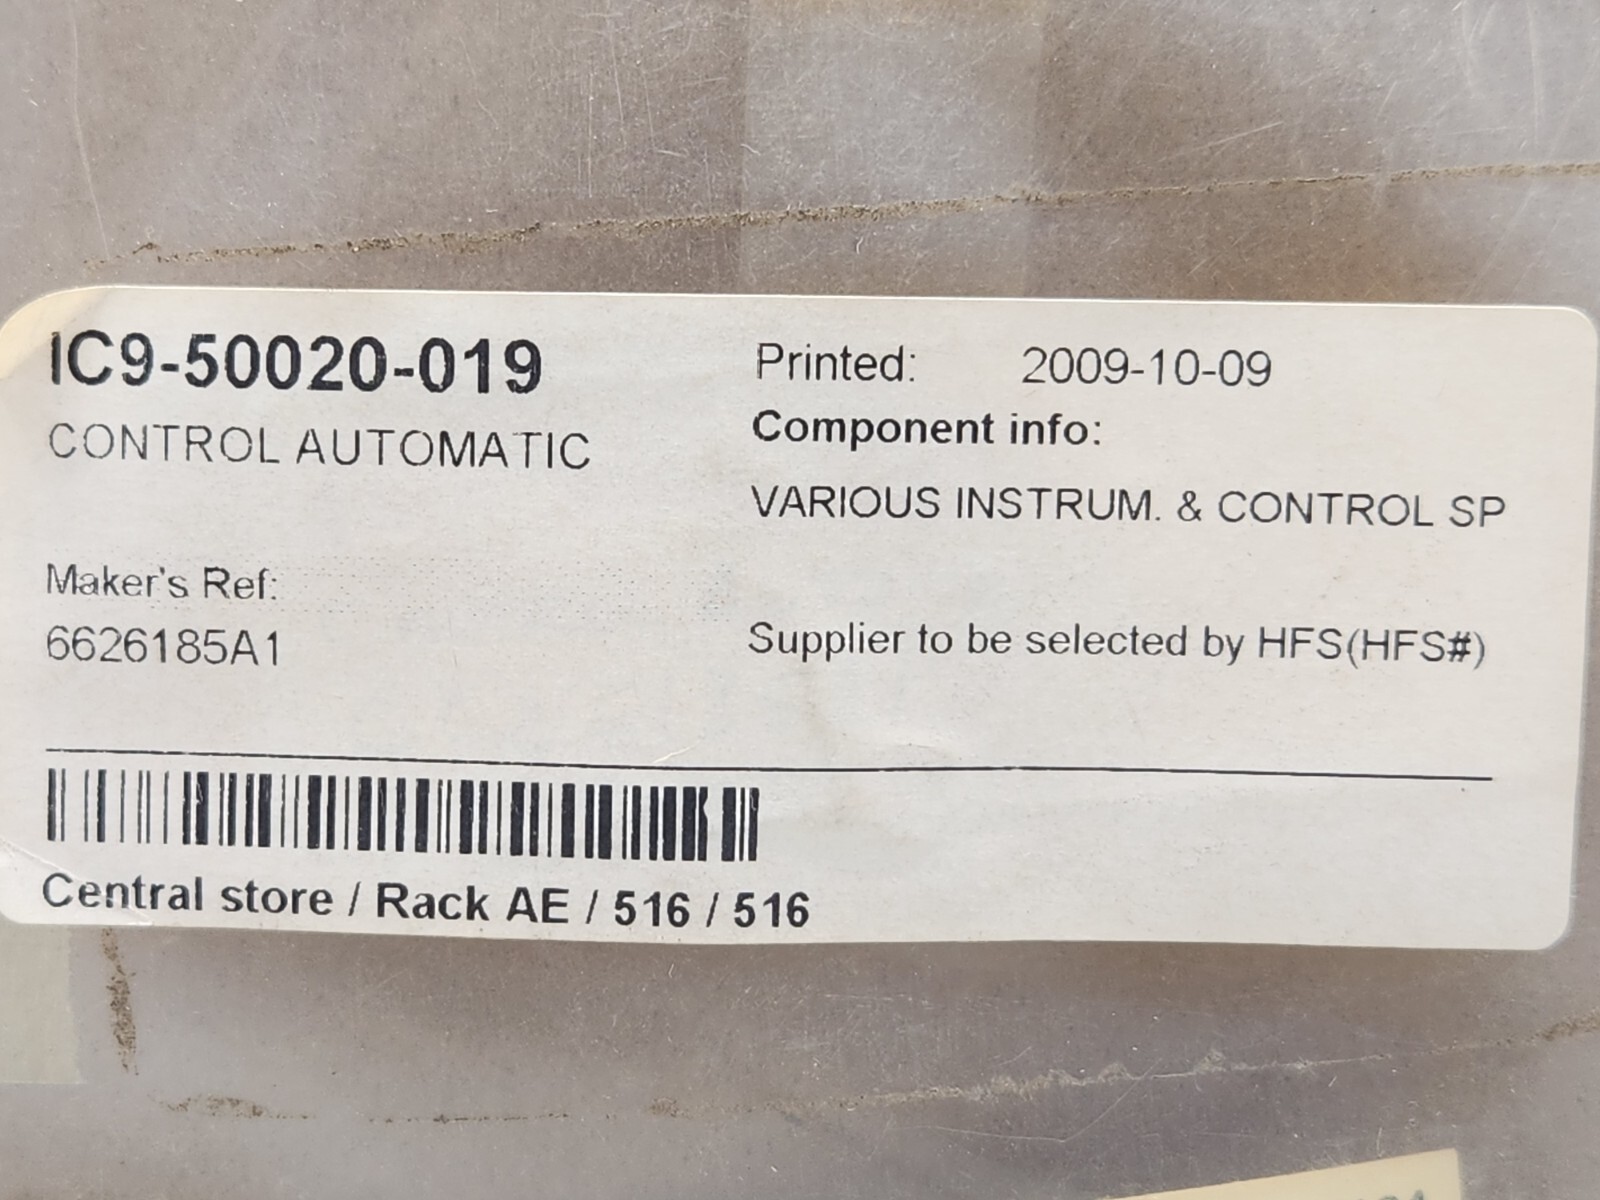 IC9-50020-019
CONTROL AUTOMATIC
Maker's Ref:
6626185A1
Printed: 2009-10-09
Component info:
VARIOUS INSTRUM. & CONTROL SP
Supplier to be selected by HFS(HFS#)
Central store / Rack AE / 516 / 516